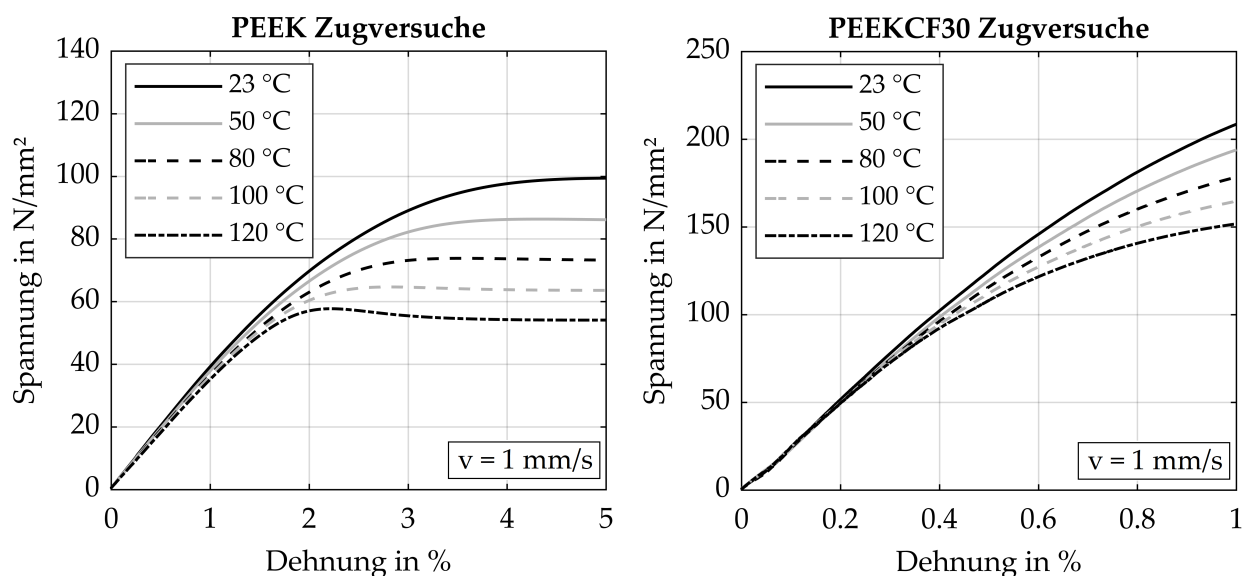 PEEK Zugversuche
140
120
100
80
60
40
20
0
Spannung in N/mm²
23 °C
50 °C
80 °C
100 °C
120 °C
v = 1 mm/s
0 1 2 3 4 5
Dehnung in %
PEEKCF30 Zugversuche
250
200
150
100
50
0
Spannung in N/mm²
23 °C
50 °C
80 °C
100 °C
120 °C
v = 1 mm/s
0 0.2 0.4 0.6 0.8 1
Dehnung in %